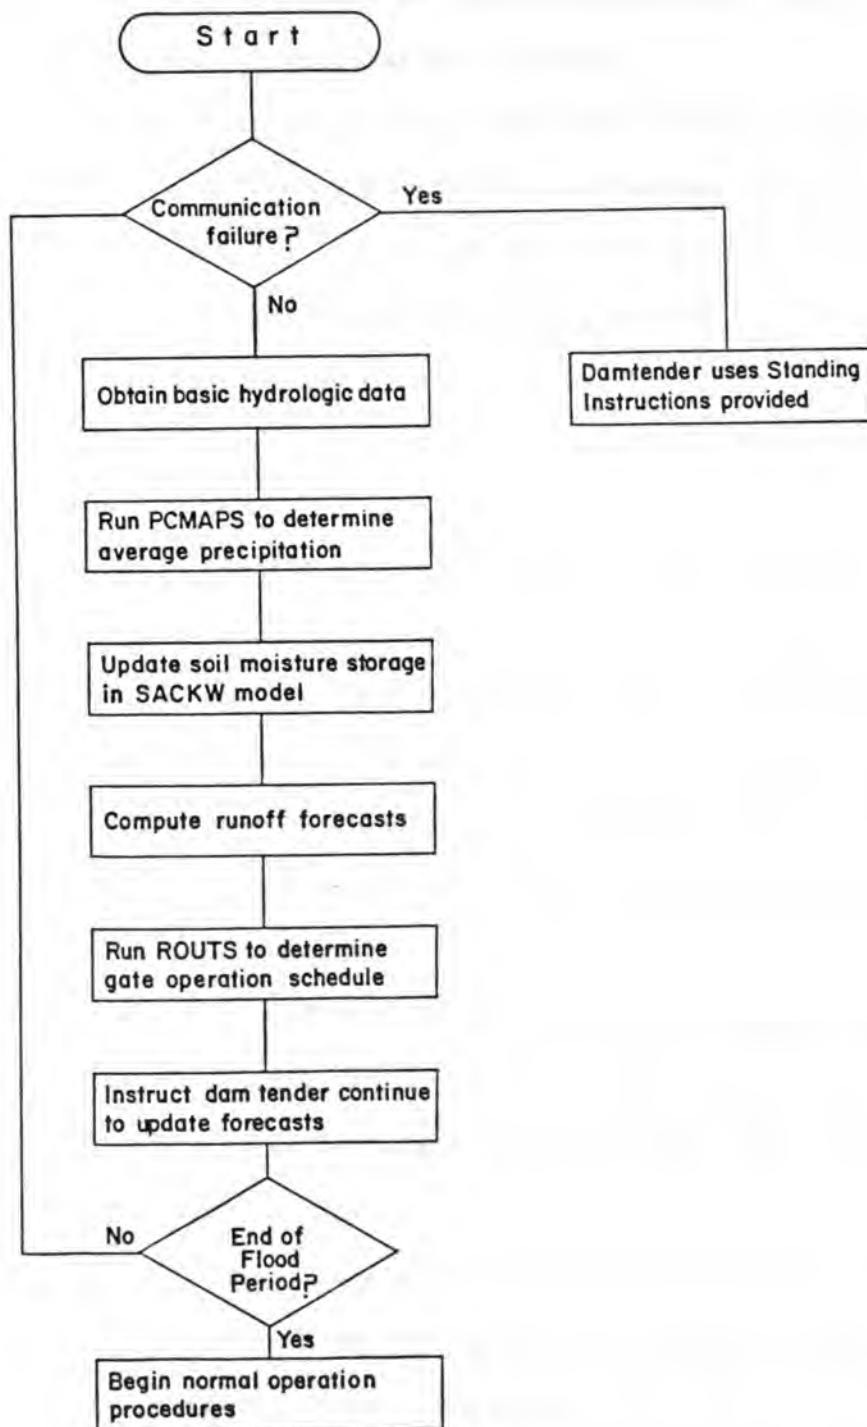 Start
Communication
failure?
Yes
No
Obtain basic hydrologic data
Damtender uses Standing
Instructions provided
Run PCMAPS to determine
average precipitation
Update soil moisture storage
in SACKW model
Compute runoff forecasts
Run ROUTS to determine
gate operation schedule
Instruct dam tender continue
to update forecasts
No
End of
Flood
Period?
Yes
Begin normal operation
procedures